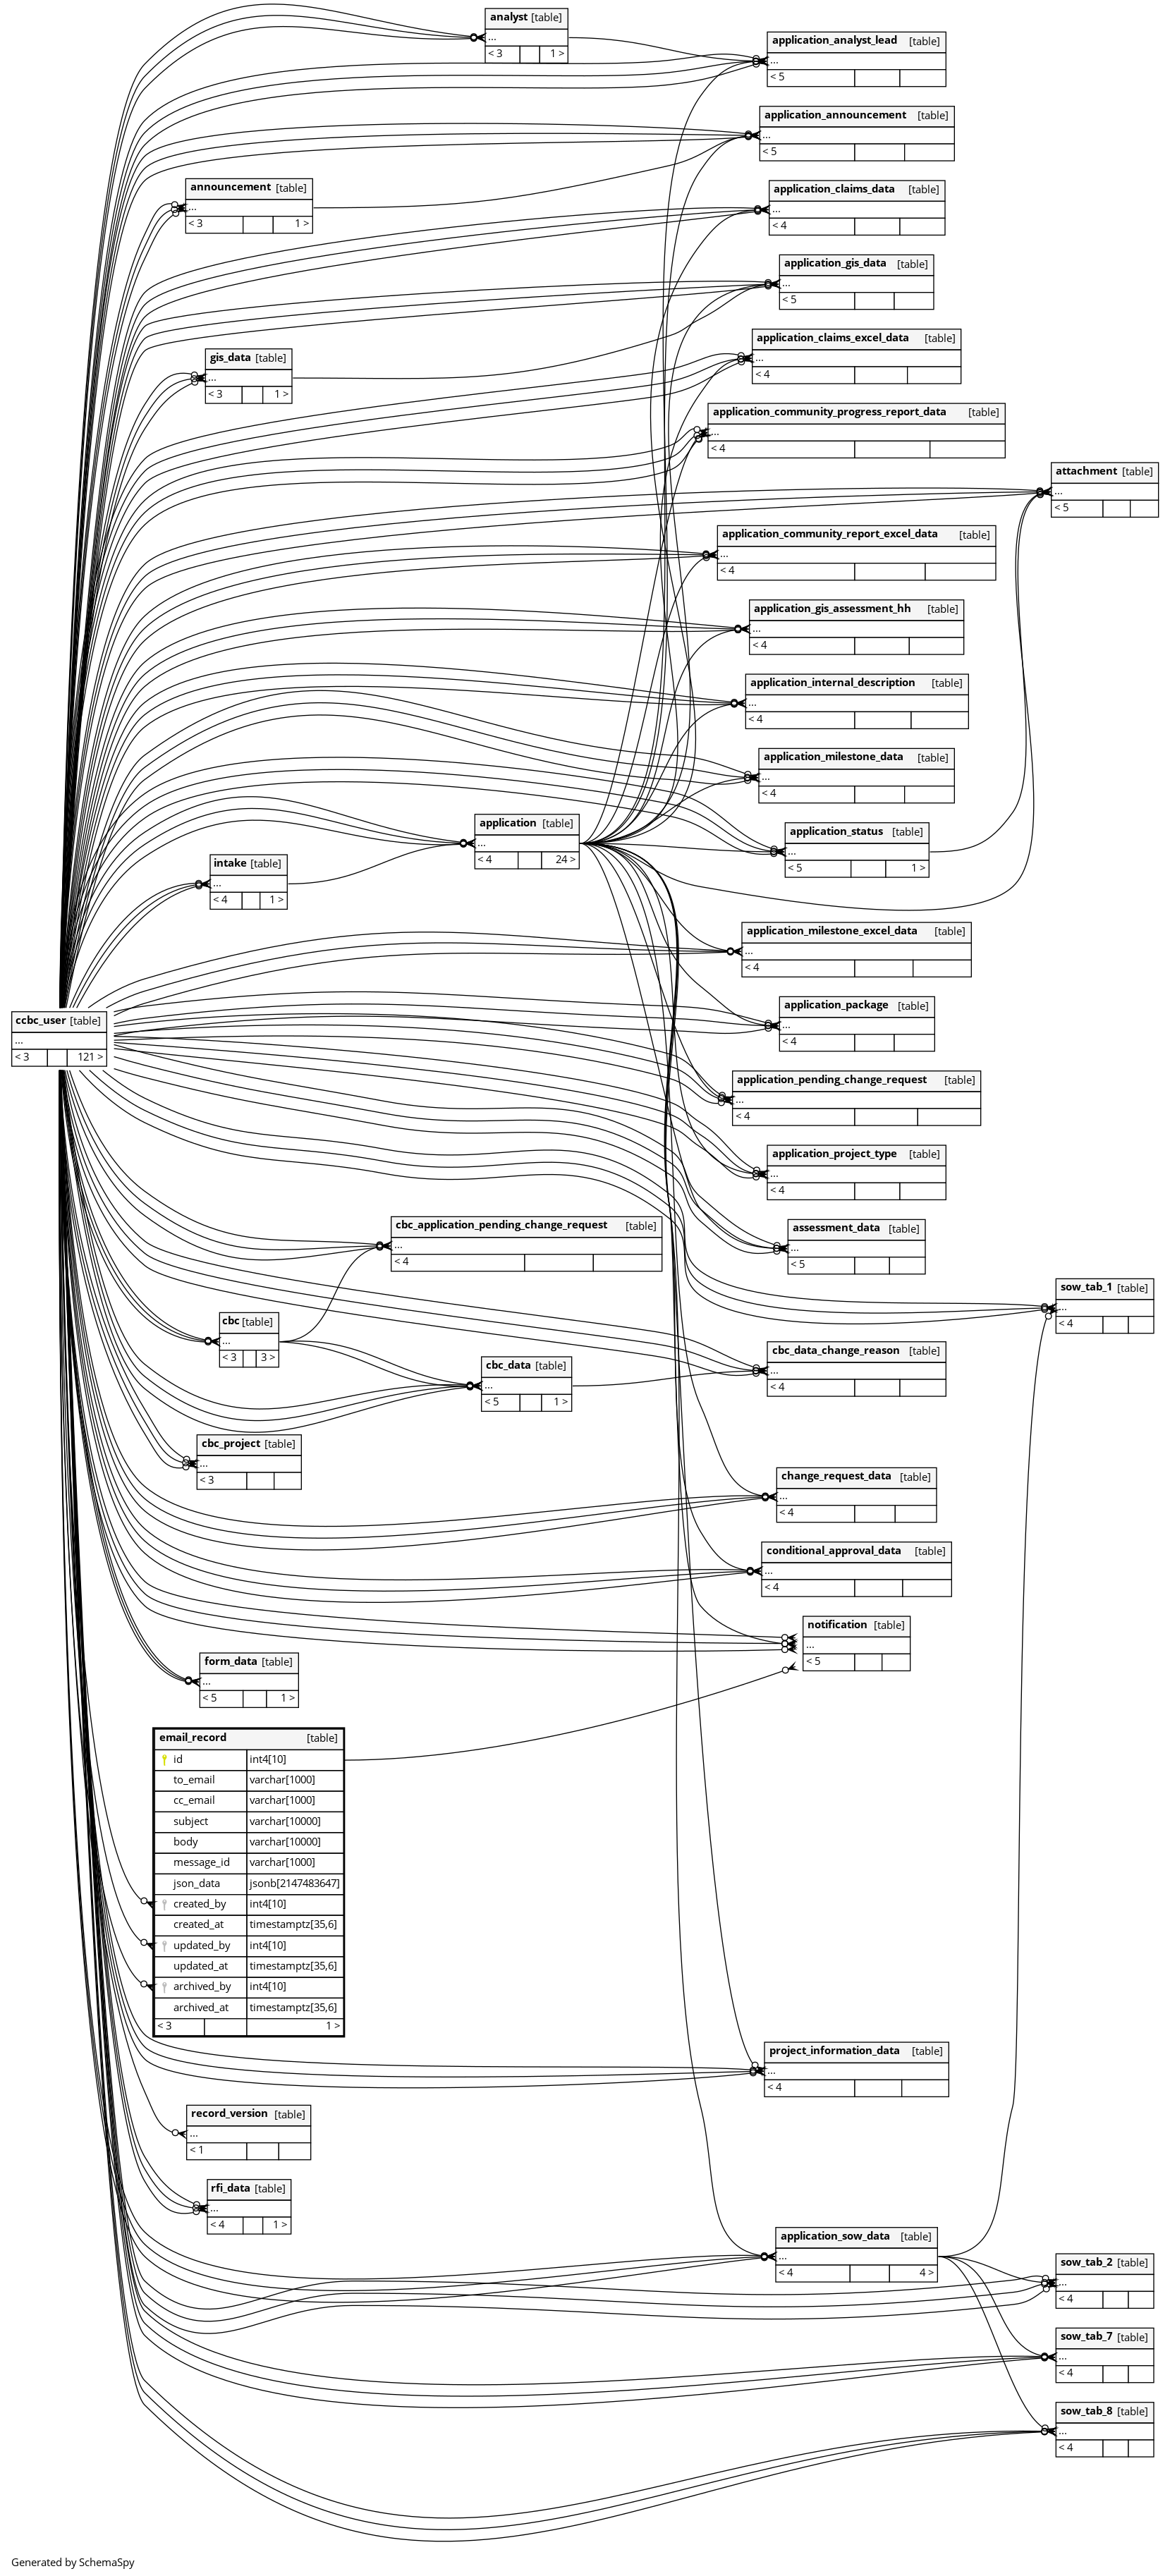 analyst [table]
...
< 3 1 >
application_analyst_lead [table]
...
< 5
application_announcement [table]
...
< 5
announcement [table]
...
< 3 1 >
application_claims_data [table]
...
< 4
application_gis_data [table]
...
< 5
application_claims_excel_data [table]
...
< 4
gis_data [table]
...
< 3 1 >
application_community_progress_report_data [table]
...
< 4
attachment [table]
...
< 5
application_community_report_excel_data [table]
...
< 4
application_gis_assessment_hh [table]
...
< 4
application_internal_description [table]
...
< 4
application_milestone_data [table]
...
< 4
application [table]
...
< 4 24 >
application_status [table]
...
< 5 1 >
intake [table]
...
< 4 1 >
application_milestone_excel_data [table]
...
< 4
application_package [table]
...
< 4
ccbc_user [table]
...
< 3 121 >
application_pending_change_request [table]
...
< 4
application_project_type [table]
...
< 4
cbc_application_pending_change_request [table]
...
< 4
assessment_data [table]
...
< 5
sow_tab_1 [table]
...
< 4
cbc [table]
...
< 3 3 >
cbc_data_change_reason [table]
...
< 4
cbc_data [table]
...
< 5 1 >
cbc_project [table]
...
< 3
change_request_data [table]
...
< 4
conditional_approval_data [table]
...
< 4
notification [table]
...
< 5
form_data [table]
...
< 5 1 >
email_record [table]
id int4[10]
to_email varchar[1000]
cc_email varchar[1000]
subject varchar[10000]
body varchar[10000]
message_id varchar[1000]
json_data jsonb[2147483647]
created_by int4[10]
created_at timestamptz[35,6]
updated_by int4[10]
updated_at timestamptz[35,6]
archived_by int4[10]
archived_at timestamptz[35,6]
< 3 1 >
project_information_data [table]
...
< 4
record_version [table]
...
< 1
rfi_data [table]
...
< 4 1 >
application_sow_data [table]
...
< 4 4 >
sow_tab_2 [table]
...
< 4
sow_tab_7 [table]
...
< 4
sow_tab_8 [table]
...
< 4
Generated by SchemaSpy